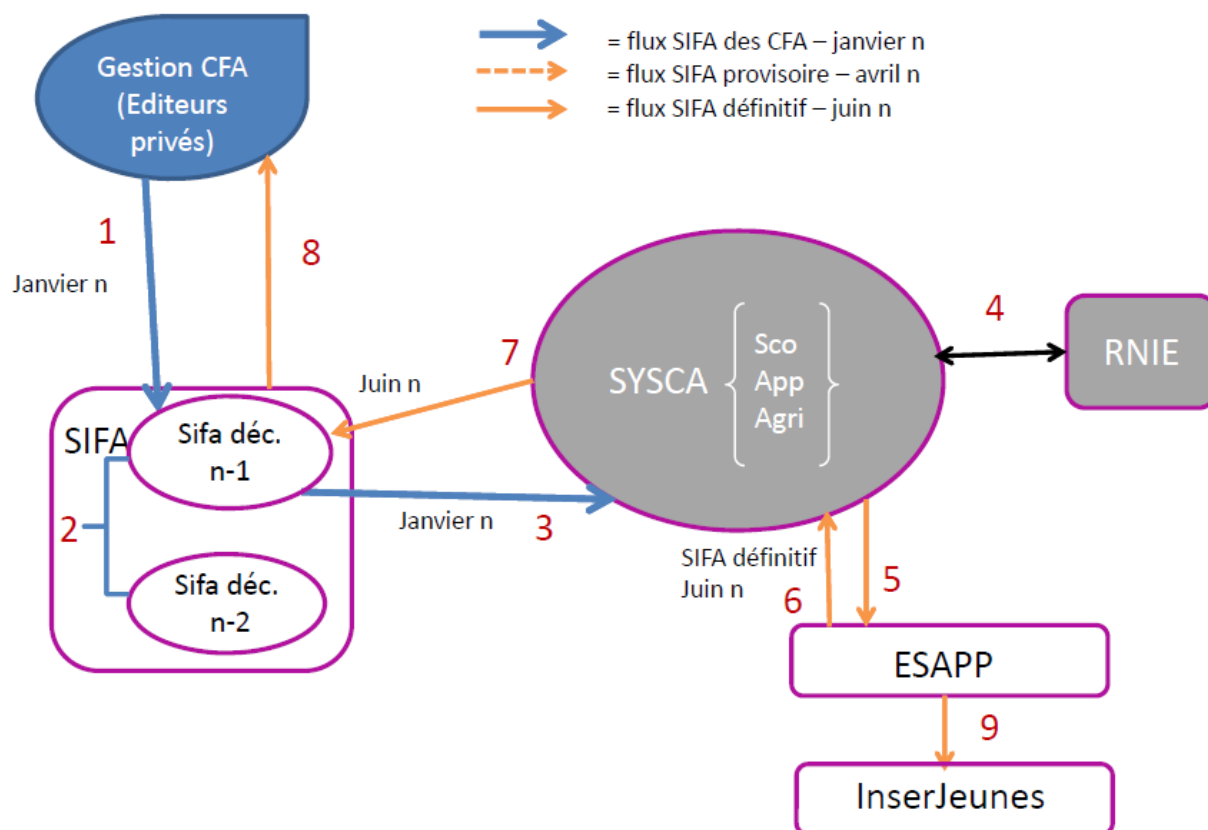 Gestion CFA
(Editeurs
privés)
= flux SIFA des CFA – janvier n
= flux SIFA provisoire – avril n
= flux SIFA définitif – juin n
1
Janvier n
8
7
Juin n
SYSCA
Sco
App
Agri
4
RNIE
SIFA
Sifa déc.
n-1
2
Janvier n
3
Sifa déc.
n-2
SIFA définitif
Juin n
6
5
ESAPP
9
InserJeunes